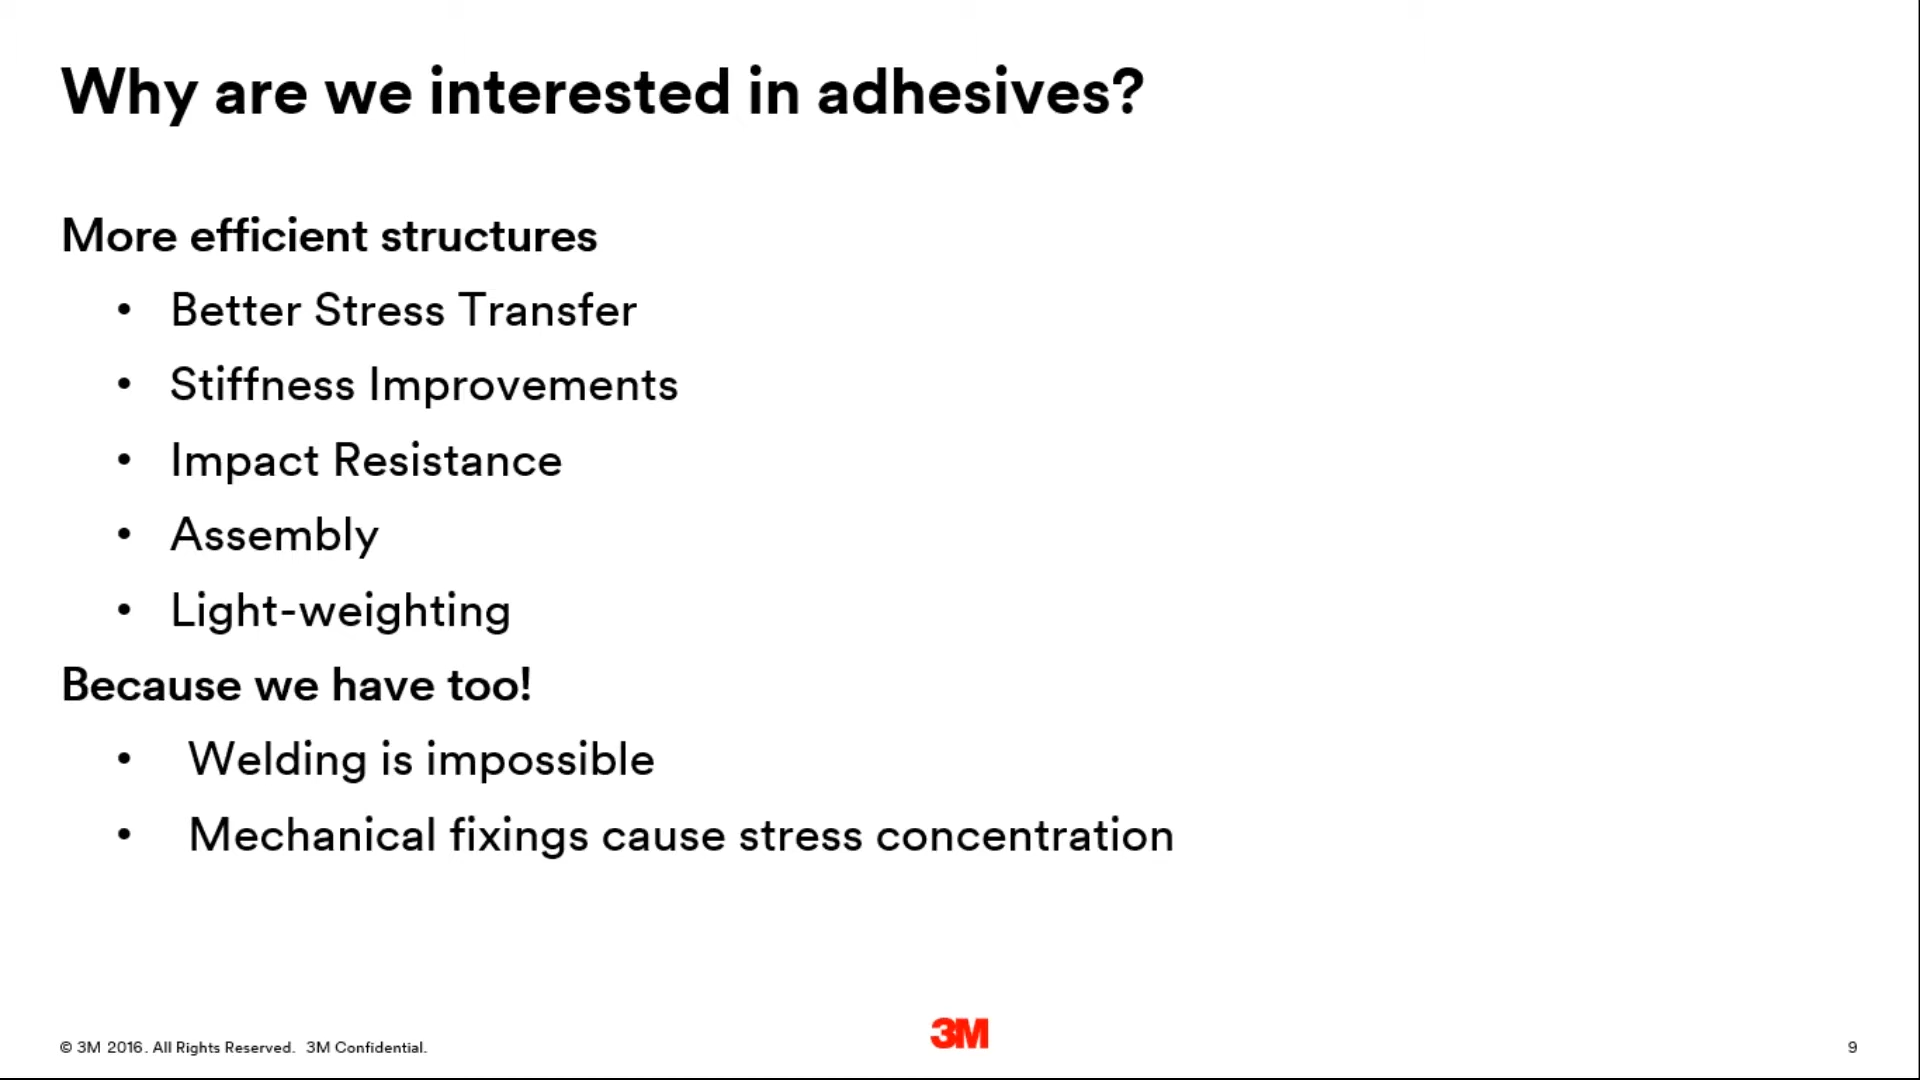 Why are we interested in adhesives?
More efficient structures
• Better Stress Transfer
• Stiffness Improvements
• Impact Resistance
• Assembly
• Light-weighting
Because we have too!
• Welding is impossible
• Mechanical fixings cause stress concentration
© 3M 2016. All Rights Reserved. 3M Confidential.
3M
9